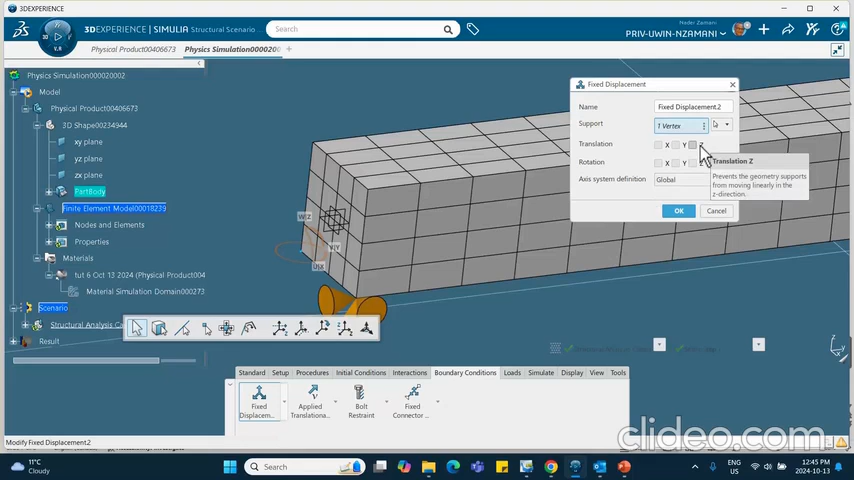 3DEXPERIENCE
3DEXPERIENCE | SIMULIA Structural Scenario
Search
Nader Zamani
PRIV-UWIN-NZAMANI
V.R
Physical Product00406673
Physics Simulation0000200
Physics Simulation000020002
Model
Physical Product00406673
3D Shape00234944
xy plane
yz plane
zx plane
PartBody
Finite Element Model00018239
Nodes and Elements
Properties
Materials
tut 6 Oct 13 2024 (Physical Product004
Material Simulation Domain000273
Scenario
Structural Analysis Ca
Result
W|Z
V|Y
U|X
Fixed Displacement
Name
Fixed Displacement.2
Support
1 Vertex
Translation
X
Y
Z
Rotation
X
Y
Axis system definition
Global
OK
Cancel
Translation Z
Prevents the geometry supports
from moving linearly in the
z-direction.
z
y
x
Standard
Setup
Procedures
Initial Conditions
Interactions
Boundary Conditions
Loads
Simulate
Display
View
Tools
Fixed
Displacem...
Applied
Translationa...
Bolt
Restraint
Fixed
Connector ...
Modify Fixed Displacement.2
clideo.com
11°C
Cloudy
Search
ENG
US
12:45 PM
2024-10-13